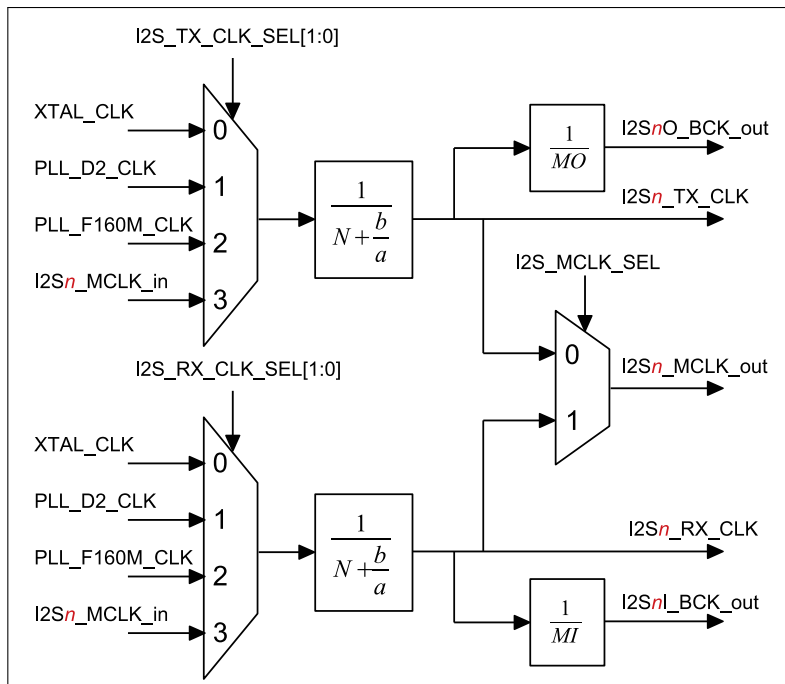 I2S_TX_CLK_SEL[1:0]
XTAL_CLK
0
PLL_D2_CLK
1
PLL_F160M_CLK
2
I2Sn_MCLK_in
3
1
N + b
a
1
MO
I2SnO_BCK_out
I2Sn_TX_CLK
I2S_MCLK_SEL
0
1
I2Sn_MCLK_out
I2S_RX_CLK_SEL[1:0]
XTAL_CLK
0
PLL_D2_CLK
1
PLL_F160M_CLK
2
I2Sn_MCLK_in
3
1
N + b
a
I2Sn_RX_CLK
1
MI
I2SnI_BCK_out